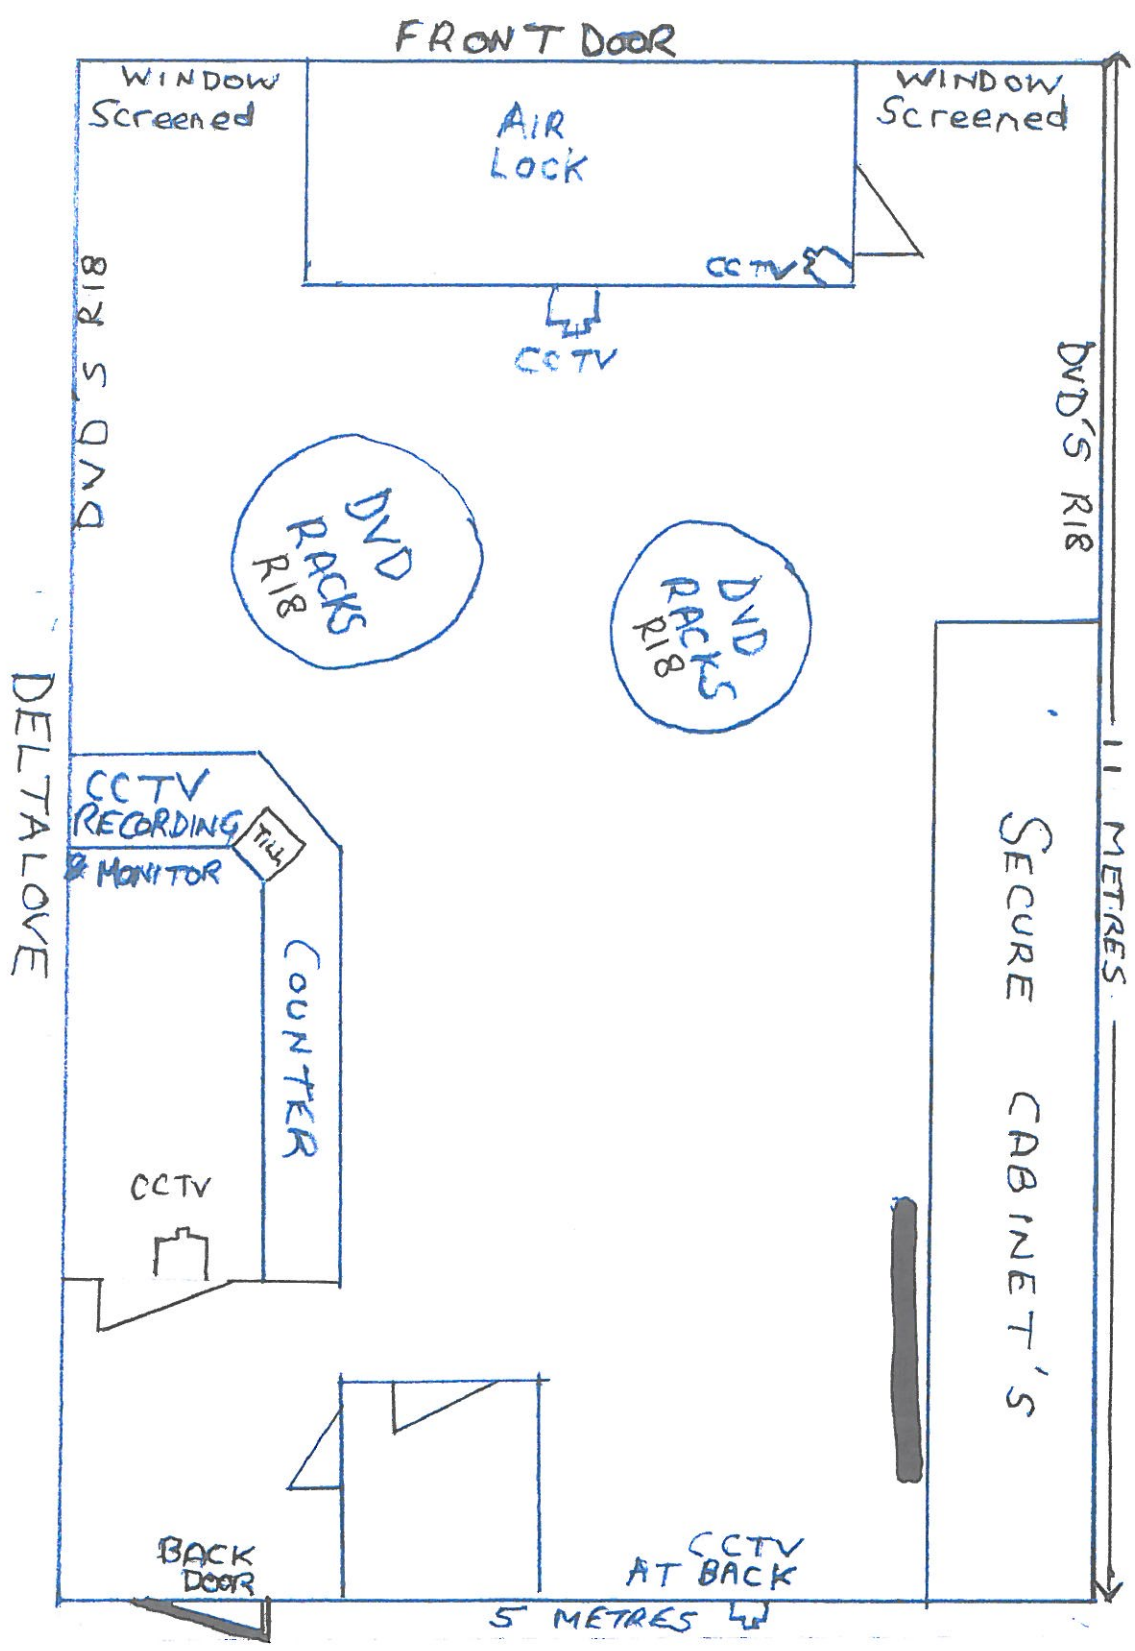 FRONT DOOR
WINDOW
Screened
AIR
LOCK
WINDOW
Screened
CCTV
CCTV
DVD'S R18
DVD'S R18
DVD
RACKS
R18
DVD
RACKS
R18
DELTALOVE
CCTV
RECORDING
& MONITOR
TILL
COUNTER
11 METRES
SECURE CABINET'S
CCTV
BACK
DOOR
CCTV
AT BACK
5 METRES